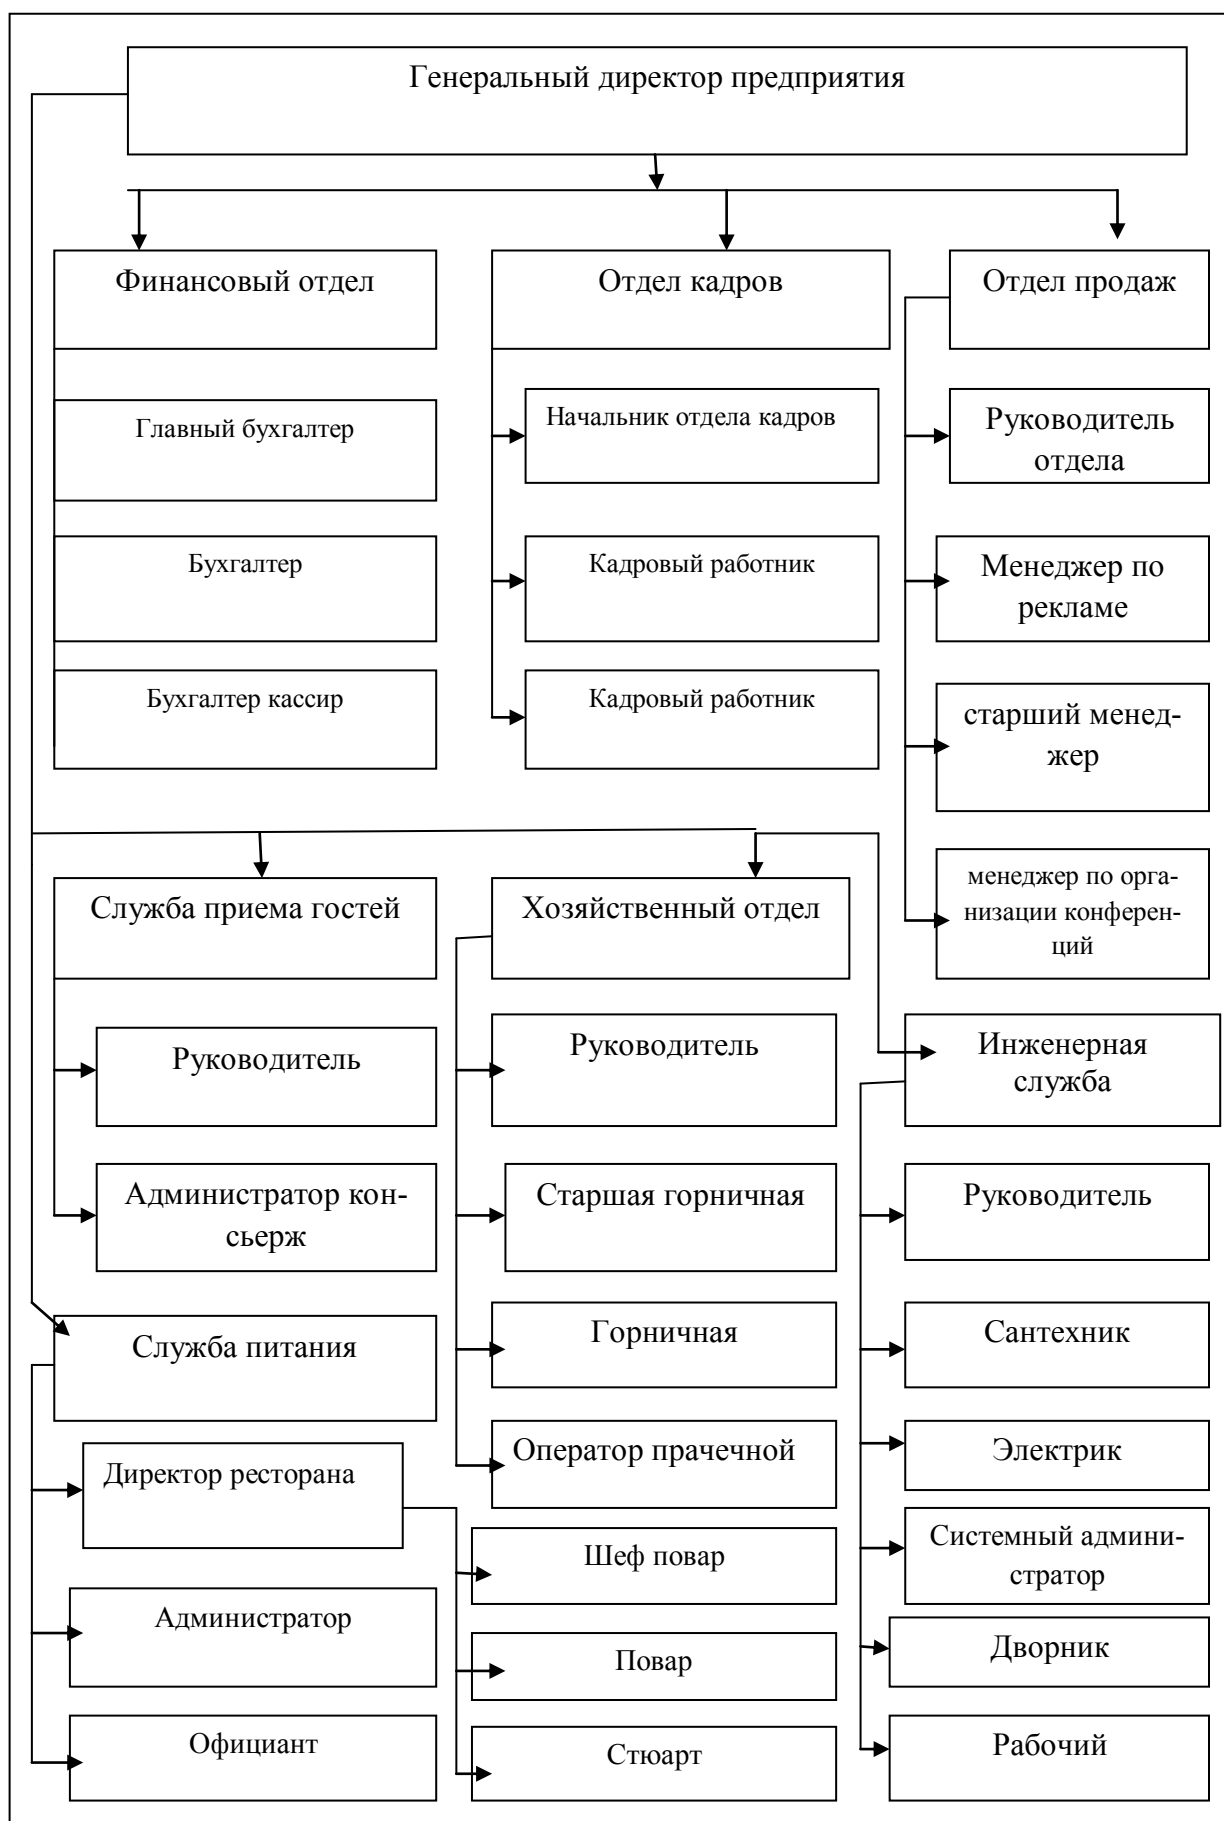 Генеральный директор предприятия
Финансовый отдел
Отдел кадров
Отдел продаж
Главный бухгалтер
Начальник отдела кадров
Руководитель
отдела
Бухгалтер
Кадровый работник
Менеджер по
рекламе
Бухгалтер кассир
Кадровый работник
старший менед-
жер
менеджер по орга-
низации конферен-
ций
Служба приема гостей
Хозяйственный отдел
Руководитель
Руководитель
Инженерная
служба
Администратор кон-
сьерж
Старшая горничная
Руководитель
Служба питания
Горничная
Сантехник
Директор ресторана
Оператор прачечной
Электрик
Шеф повар
Системный админи-
стратор
Администратор
Повар
Дворник
Официант
Стюарт
Рабочий